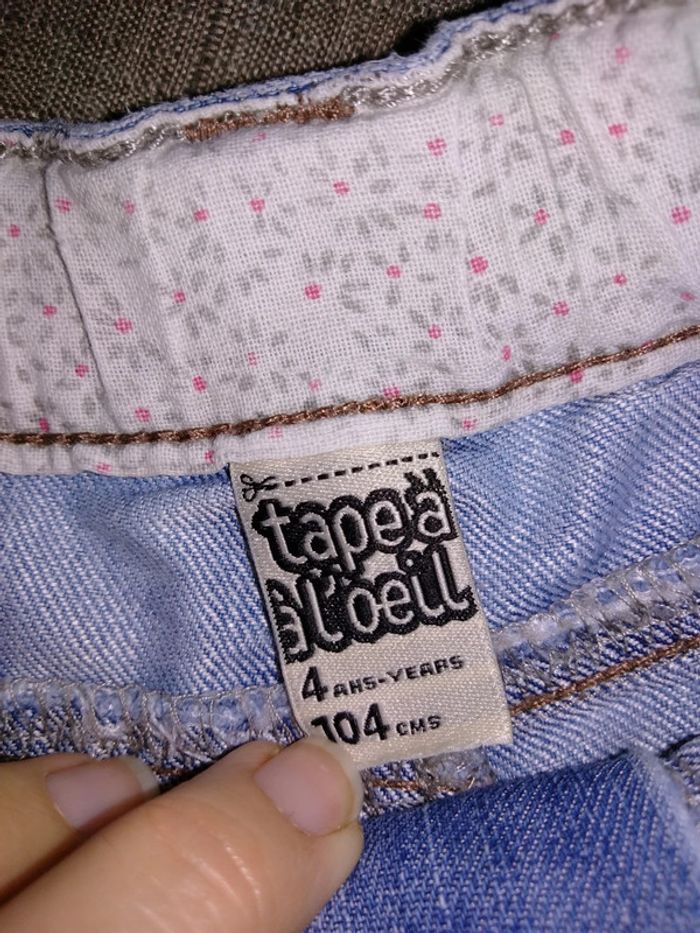 tape à
l'oeil
4 ANS-YEARS
104 CMS